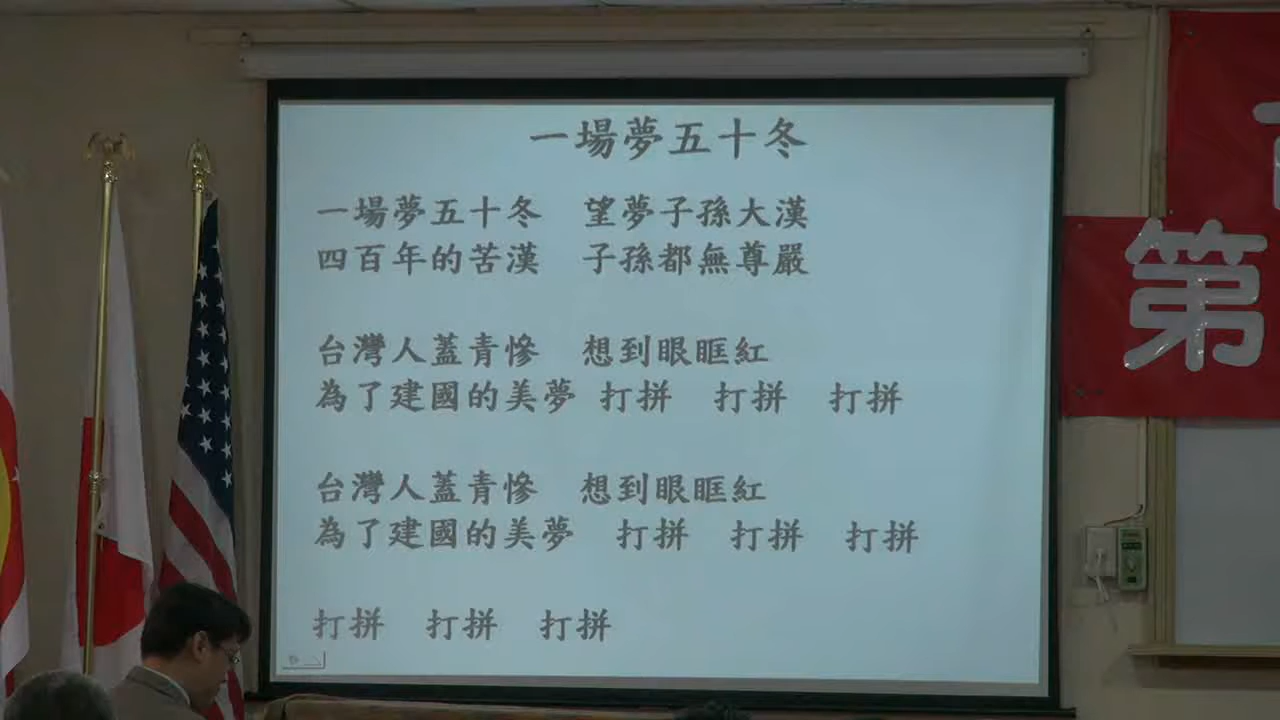 一場夢五十冬
一場夢五十冬　望夢子孫大漢
四百年的苦漢　子孫都無尊嚴
台灣人蓋青慘　想到眼眶紅
為了建國的美夢 打拼　打拼　打拼
台灣人蓋青慘　想到眼眶紅
為了建國的美夢　打拼　打拼　打拼
打拼　打拼　打拼
第